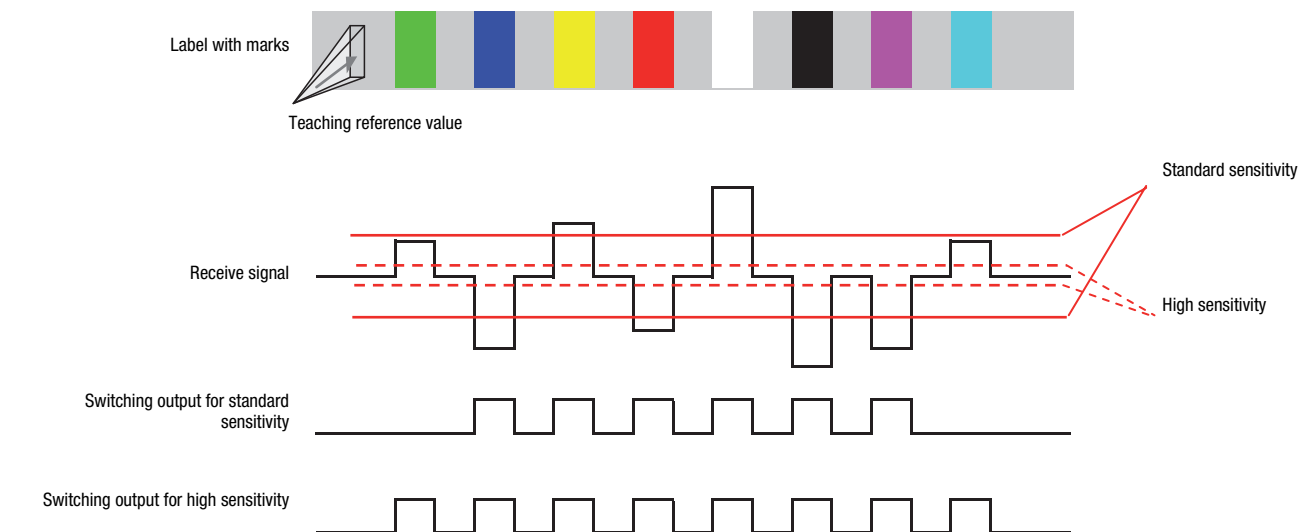 Label with marks
Teaching reference value
Standard sensitivity
Receive signal
High sensitivity
Switching output for standard
sensitivity
Switching output for high sensitivity